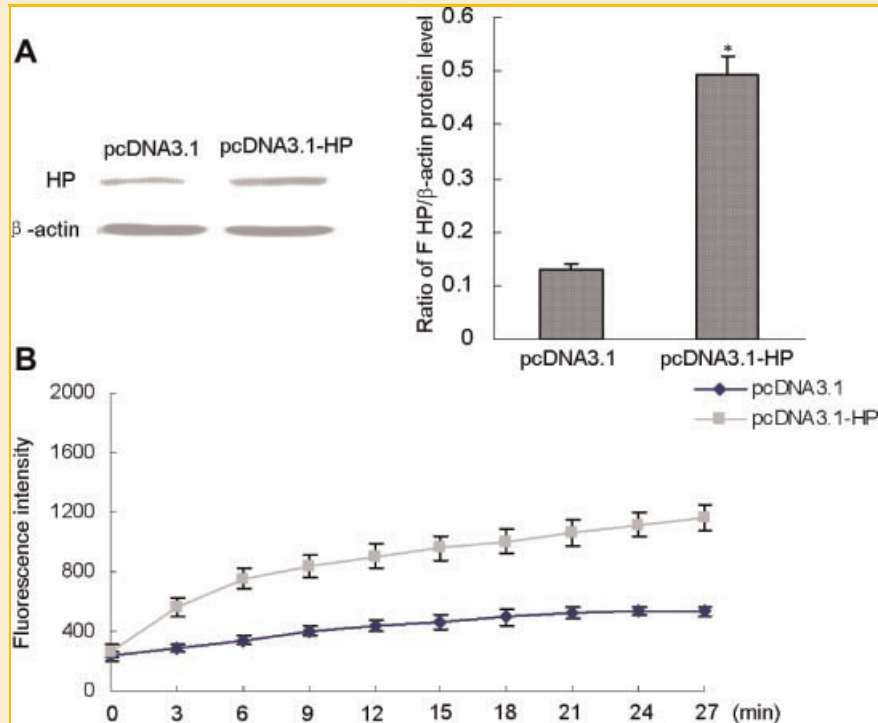 A
pcDNA3.1 pcDNA3.1-HP
HP
β -actin
Ratio of F HP/β-actin protein level
0.6
0.5
0.4
0.3
0.2
0.1
0
*
pcDNA3.1 pcDNA3.1-HP
B
pcDNA3.1
pcDNA3.1-HP
Fluorescence intensity
2000
1600
1200
800
400
0
0 3 6 9 12 15 18 21 24 27 (min)